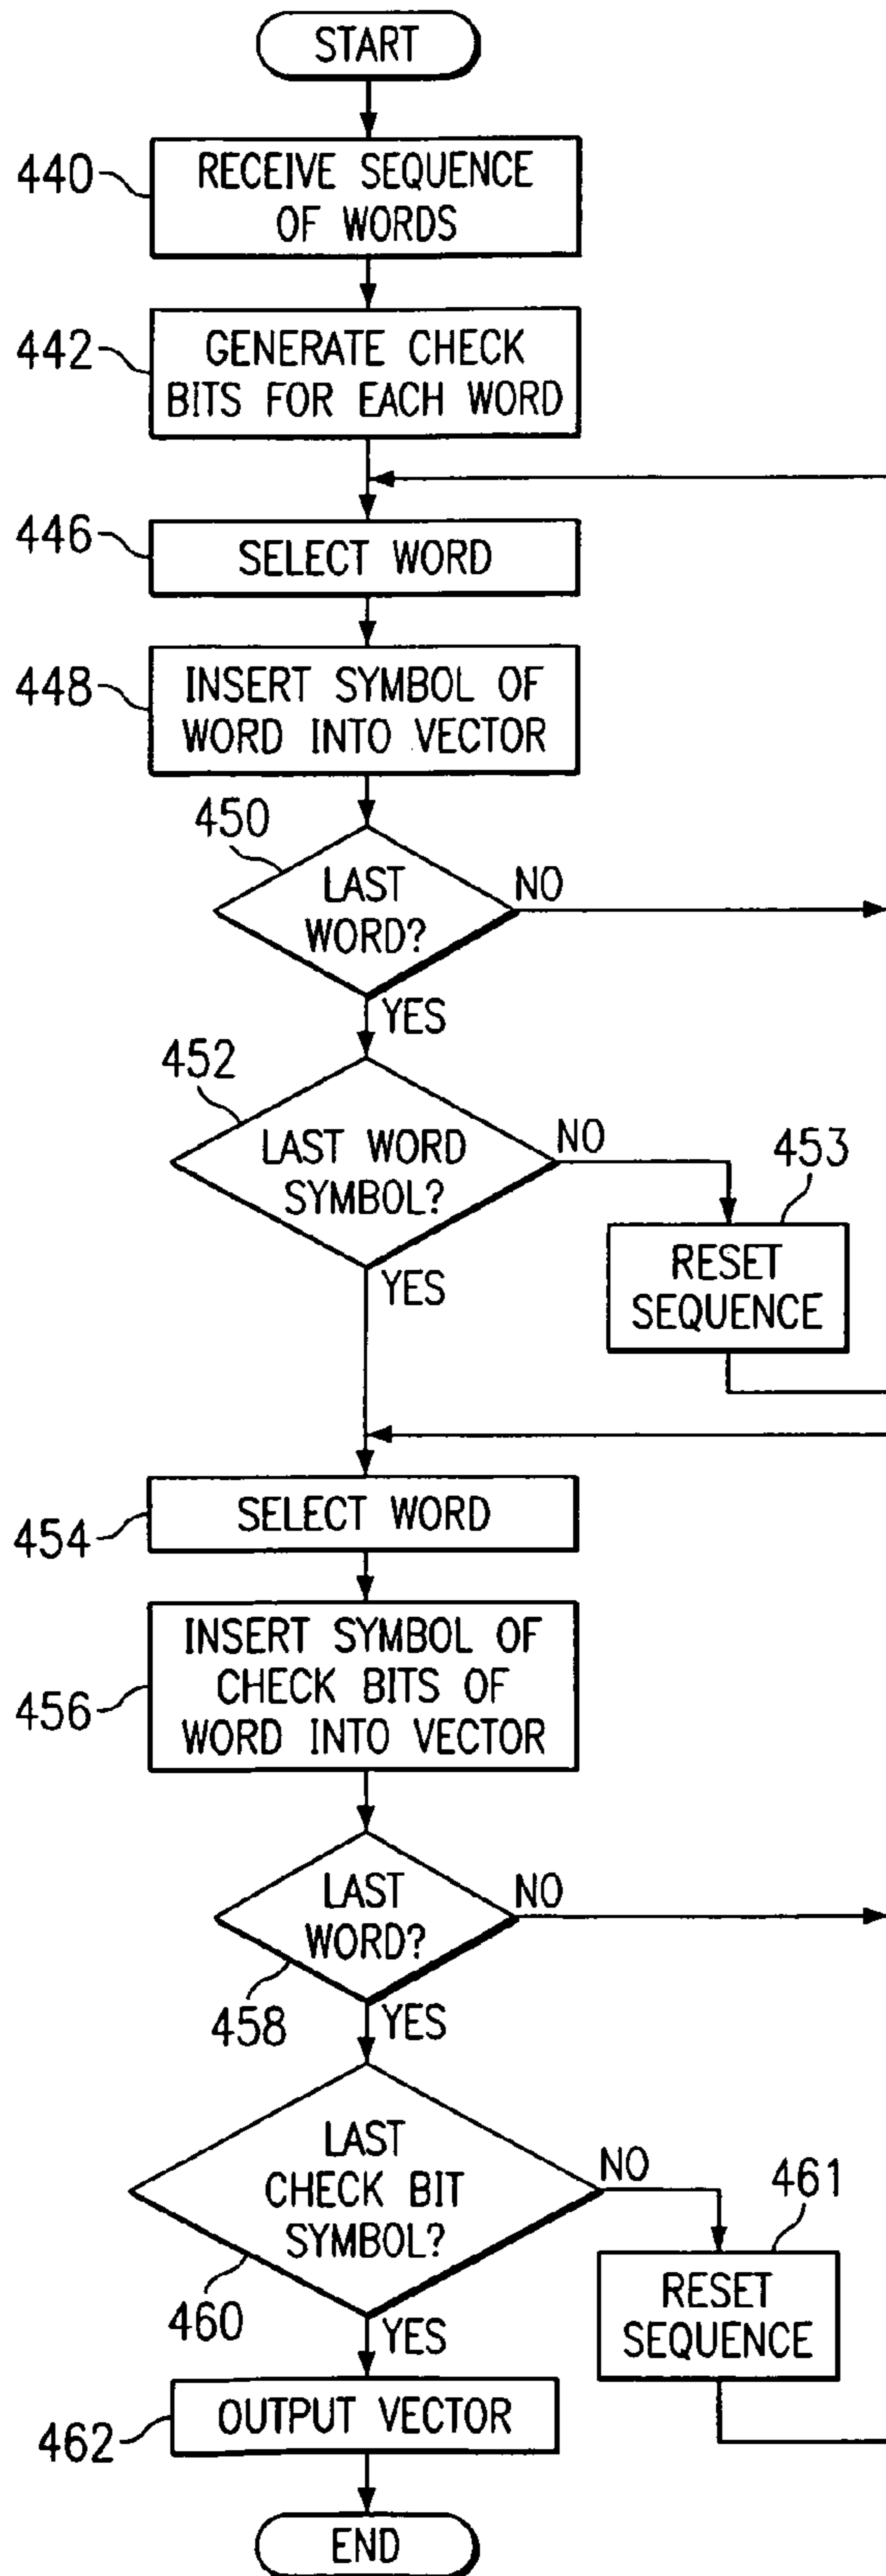 START
440
RECEIVE SEQUENCE
OF WORDS
442
GENERATE CHECK
BITS FOR EACH WORD
446
SELECT WORD
448
INSERT SYMBOL OF
WORD INTO VECTOR
450
LAST
WORD?
NO
YES
452
LAST WORD
SYMBOL?
NO
453
RESET
SEQUENCE
YES
454
SELECT WORD
456
INSERT SYMBOL OF
CHECK BITS OF
WORD INTO VECTOR
LAST
WORD?
NO
458
YES
LAST
CHECK BIT
SYMBOL?
NO
461
RESET
SEQUENCE
460
YES
462
OUTPUT VECTOR
END